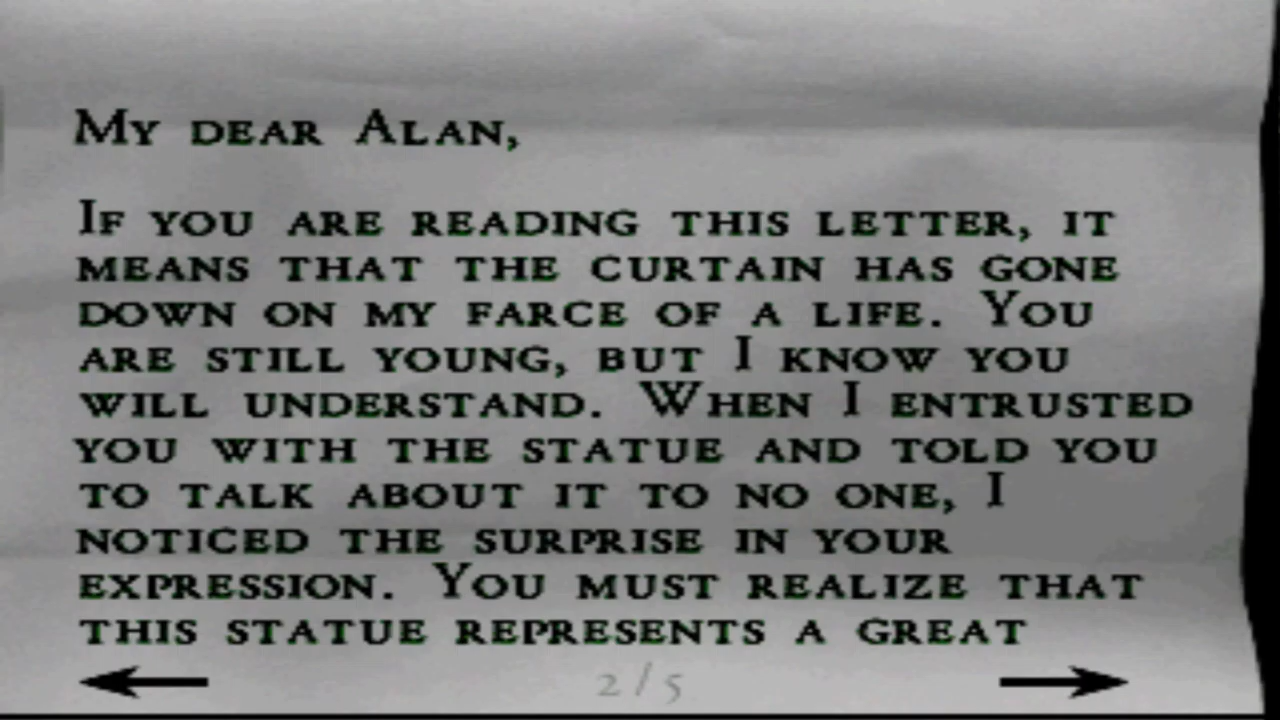 My dear Alan,
If you are reading this letter, it
means that the curtain has gone
down on my farce of a life. You
are still young, but I know you
will understand. When I entrusted
you with the statue and told you
to talk about it to no one, I
noticed the surprise in your
expression. You must realize that
this statue represents a great
2/5